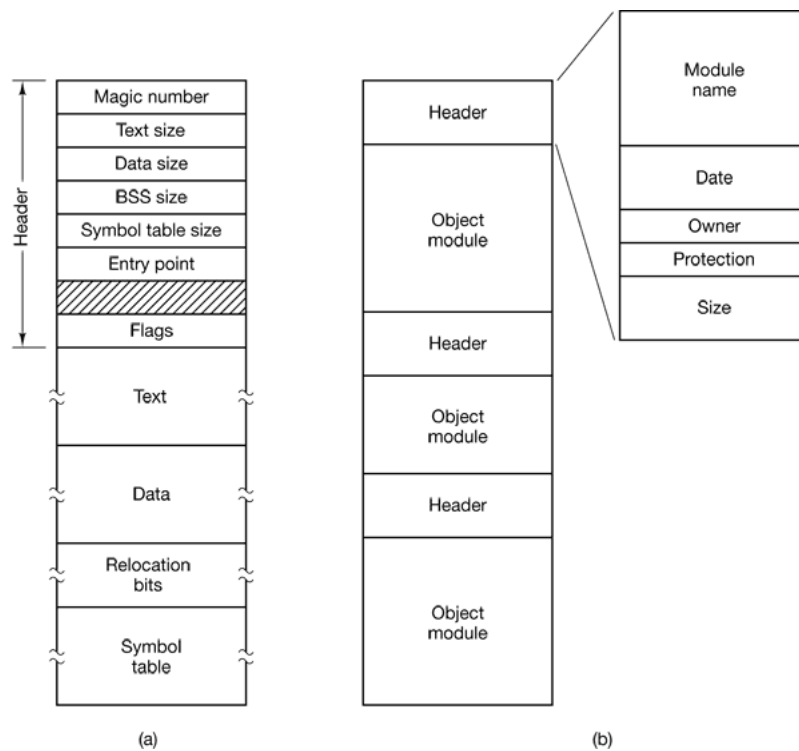 Header
Magic number
Text size
Data size
BSS size
Symbol table size
Entry point
Flags
Text
Data
Relocation
bits
Symbol
table
(a)
Header
Object
module
Header
Object
module
Header
Object
module
Module
name
Date
Owner
Protection
Size
(b)